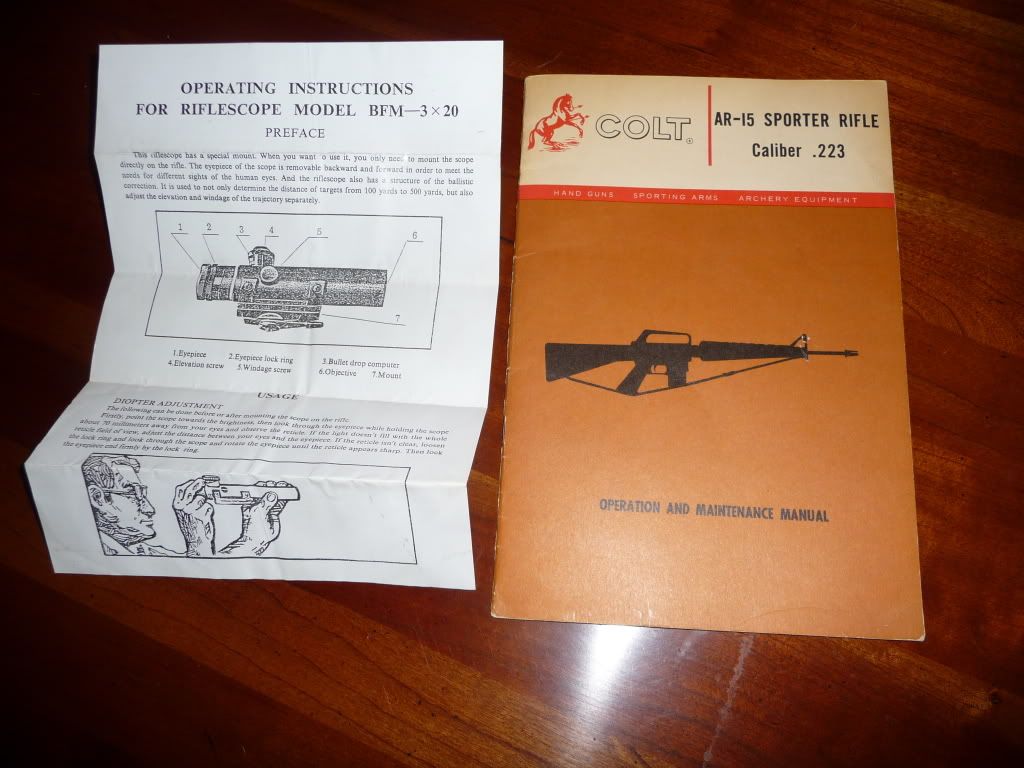 OPERATING INSTRUCTIONS
FOR RIFLESCOPE MODEL BFM—3×20
PREFACE
This riflescope has a special mount. When you want to use it, you only need to mount the scope
directly on the rifle. The eyepiece of the scope is removable backward and forward in order to meet the
needs for different sights of the human eyes. And the riflescope also has a structure of the ballistic
correction. It is used to not only determine the distance of targets from 100 yards to 500 yards, but also
adjust the elevation and windage of the trajectory separately.
1 2 3 4 5 6
7
1.Eyepiece 2.Eyepiece lock ring 3.Bullet drop computer
4.Elevation screw 5.Windage screw 6.Objective 7.Mount
USAGE
DIOPTER ADJUSTMENT
The following can be done before or after mounting the scope on the rifle.
Firstly, point the scope towards the brightness, then look through the eyepiece while holding the scope
about 70 millimeters away from your eyes and observe the reticle. If the light doesn't fill with the whole
reticle field of view, adjust the distance between your eyes and the eyepiece. If the reticle isn't clear, loosen
the lock ring and look through the scope and rotate the eyepiece until the reticle appears sharp. Then lock
the eyepiece end firmly by the lock ring.
COLT®
AR-15 SPORTER RIFLE
Caliber .223
HAND GUNS SPORTING ARMS ARCHERY EQUIPMENT
OPERATION AND MAINTENANCE MANUAL